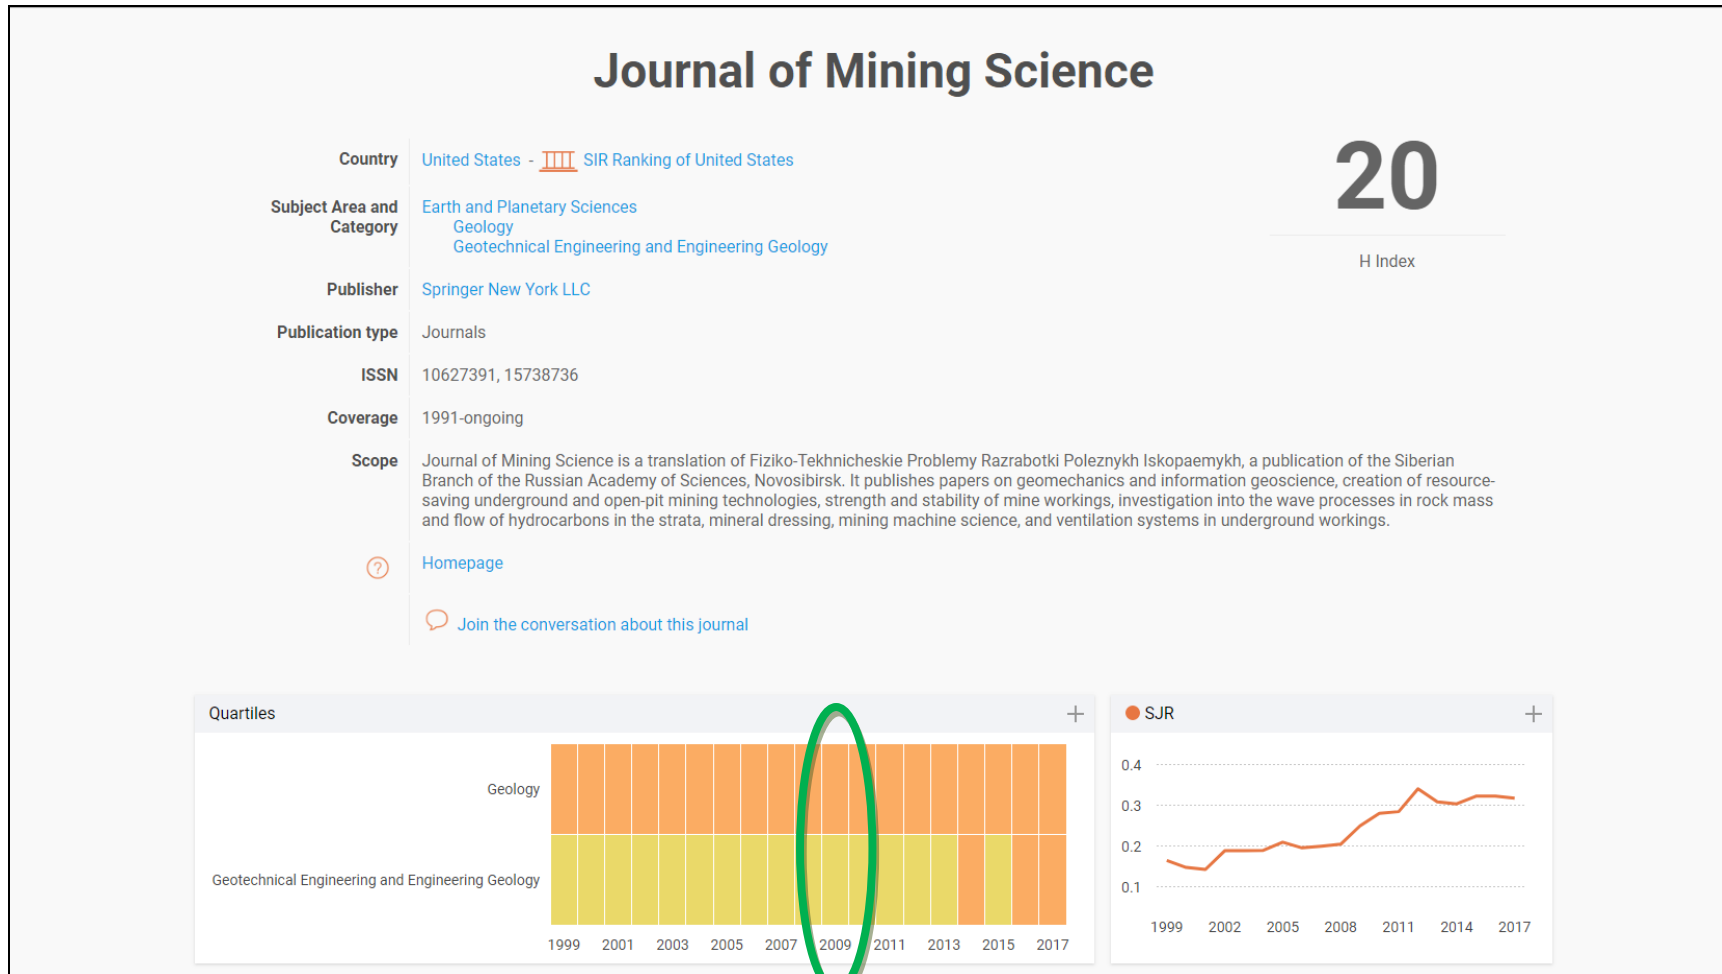 Journal of Mining Science
Country
United States - SIR Ranking of United States
Subject Area and Category
Earth and Planetary Sciences
Geology
Geotechnical Engineering and Engineering Geology
Publisher
Springer New York LLC
Publication type
Journals
ISSN
10627391, 15738736
Coverage
1991-ongoing
Scope
Journal of Mining Science is a translation of Fiziko-Tekhnicheskie Problemy Razrabotki Poleznykh Iskopaemykh, a publication of the Siberian
Branch of the Russian Academy of Sciences, Novosibirsk. It publishes papers on geomechanics and information geoscience, creation of resource-
saving underground and open-pit mining technologies, strength and stability of mine workings, investigation into the wave processes in rock mass
and flow of hydrocarbons in the strata, mineral dressing, mining machine science, and ventilation systems in underground workings.
?
Homepage
Join the conversation about this journal
20
H Index
Quartiles
Geology
Geotechnical Engineering and Engineering Geology
1999 2001 2003 2005 2007 2009 2011 2013 2015 2017
SJR
0.4
0.3
0.2
0.1
1999 2002 2005 2008 2011 2014 2017